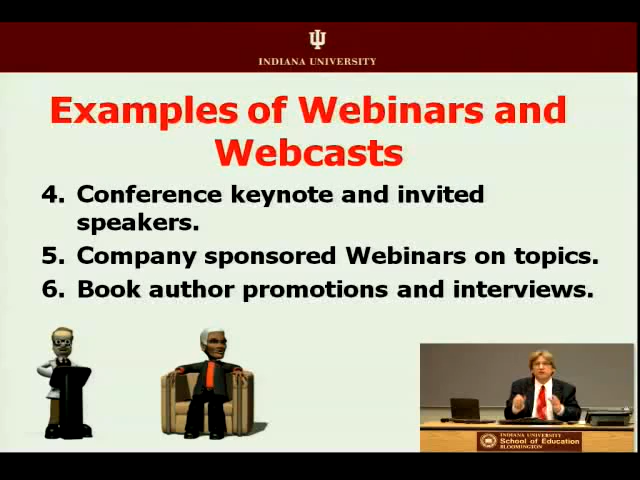 INDIANA UNIVERSITY
Examples of Webinars and
Webcasts
4. Conference keynote and invited
speakers.
5. Company sponsored Webinars on topics.
6. Book author promotions and interviews.
INDIANA UNIVERSITY
School of Education
BLOOMINGTON